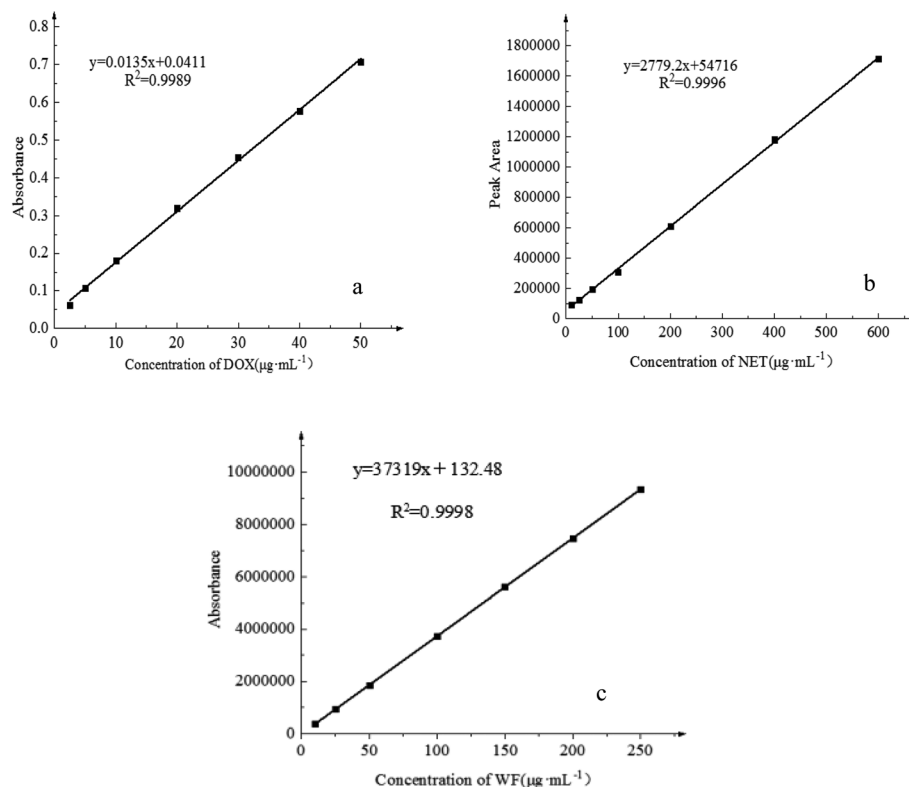 y=0.0135x+0.0411
R²=0.9989
0.8
0.7
0.6
0.5
0.4
0.3
0.2
0.1
0.0
Absorbance
0 10 20 30 40 50
Concentration of DOX(μg·mL⁻¹)
a
y=2779.2x+54716
R²=0.9996
1800000
1600000
1400000
1200000
1000000
800000
600000
400000
200000
0
Peak Area
0 100 200 300 400 500 600
Concentration of NET(μg·mL⁻¹)
b
y=37319x+132.48
R²=0.9998
10000000
8000000
6000000
4000000
2000000
0
Absorbance
0 50 100 150 200 250
Concentration of WF(μg·mL⁻¹)
c